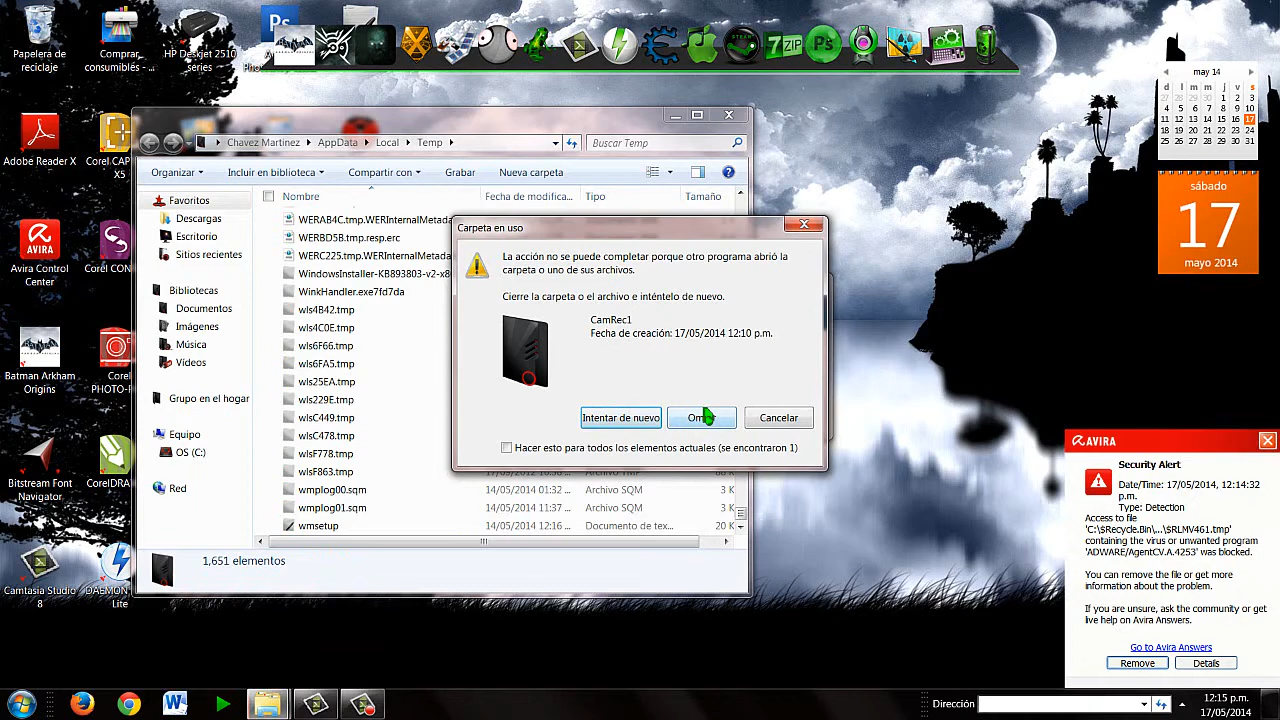 Papelera de
reciclaje
Comprar
consumibles - ...
HP Deskjet 2510
series
Ps
7 ZIP
PS
STEAM
Adobe Reader X
Corel CAP
X5
Avira Control
Center
Corel CON
Batman Arkham
Origins
Corel
PHOTO-P
Bitstream Font
Navigator
CorelDRA
Camtasia Studio
8
DAEMON
Lite
Chavez Martinez
AppData
Local
Temp
Buscar Temp
Organizar
Incluir en biblioteca
Compartir con
Grabar
Nueva carpeta
Favoritos
Descargas
Escritorio
Sitios recientes
Bibliotecas
Documentos
Imágenes
Música
Vídeos
Grupo en el hogar
Equipo
OS (C:)
Red
Nombre
Fecha de modifica...
Tipo
Tamaño
WERAB4C.tmp.WERInternalMetada
WERBD5B.tmp.resp.erc
WERC225.tmp.WERInternalMetada
WindowsInstaller-KB893803-v2-x8
WinkHandler.exe7fd7da
wls4B42.tmp
wls4C0E.tmp
wls6F66.tmp
wls6FA5.tmp
wls25EA.tmp
wls229E.tmp
wlsC449.tmp
wlsC478.tmp
wlsF778.tmp
wlsF863.tmp
wmplog00.sqm 14/05/2014 01:32 ... Archivo SQM 3 K
wmplog01.sqm 14/05/2014 11:37 ... Archivo SQM 3 K
wmsetup 14/05/2014 12:16 ... Documento de tex... 20 K
1,651 elementos
Carpeta en uso
La acción no se puede completar porque otro programa abrió la
carpeta o uno de sus archivos.
Cierre la carpeta o el archivo e inténtelo de nuevo.
CamRec1
Fecha de creación: 17/05/2014 12:10 p.m.
Intentar de nuevo
Cancelar
Hacer esto para todos los elementos actuales (se encontraron 1)
may 14
d l m m j v s
27 28 29 30 1 2 3
4 5 6 7 8 9 10
11 12 13 14 15 16 17
18 19 20 21 22 23 24
25 26 27 28 29 30 31
sábado
17
mayo 2014
AVIRA
Security Alert
Date/Time: 17/05/2014, 12:14:32
p.m.
Type: Detection
Access to file
'C:\$Recycle.Bin\...\$RLMV461.tmp'
containing the virus or unwanted program
'ADWARE/AgentCV.A.4253' was blocked.
You can remove the file or get more
information about the problem.
If you are unsure, ask the community or get
live help on Avira Answers.
Go to Avira Answers
Remove
Details
Dirección
12:15 p.m.
17/05/2014